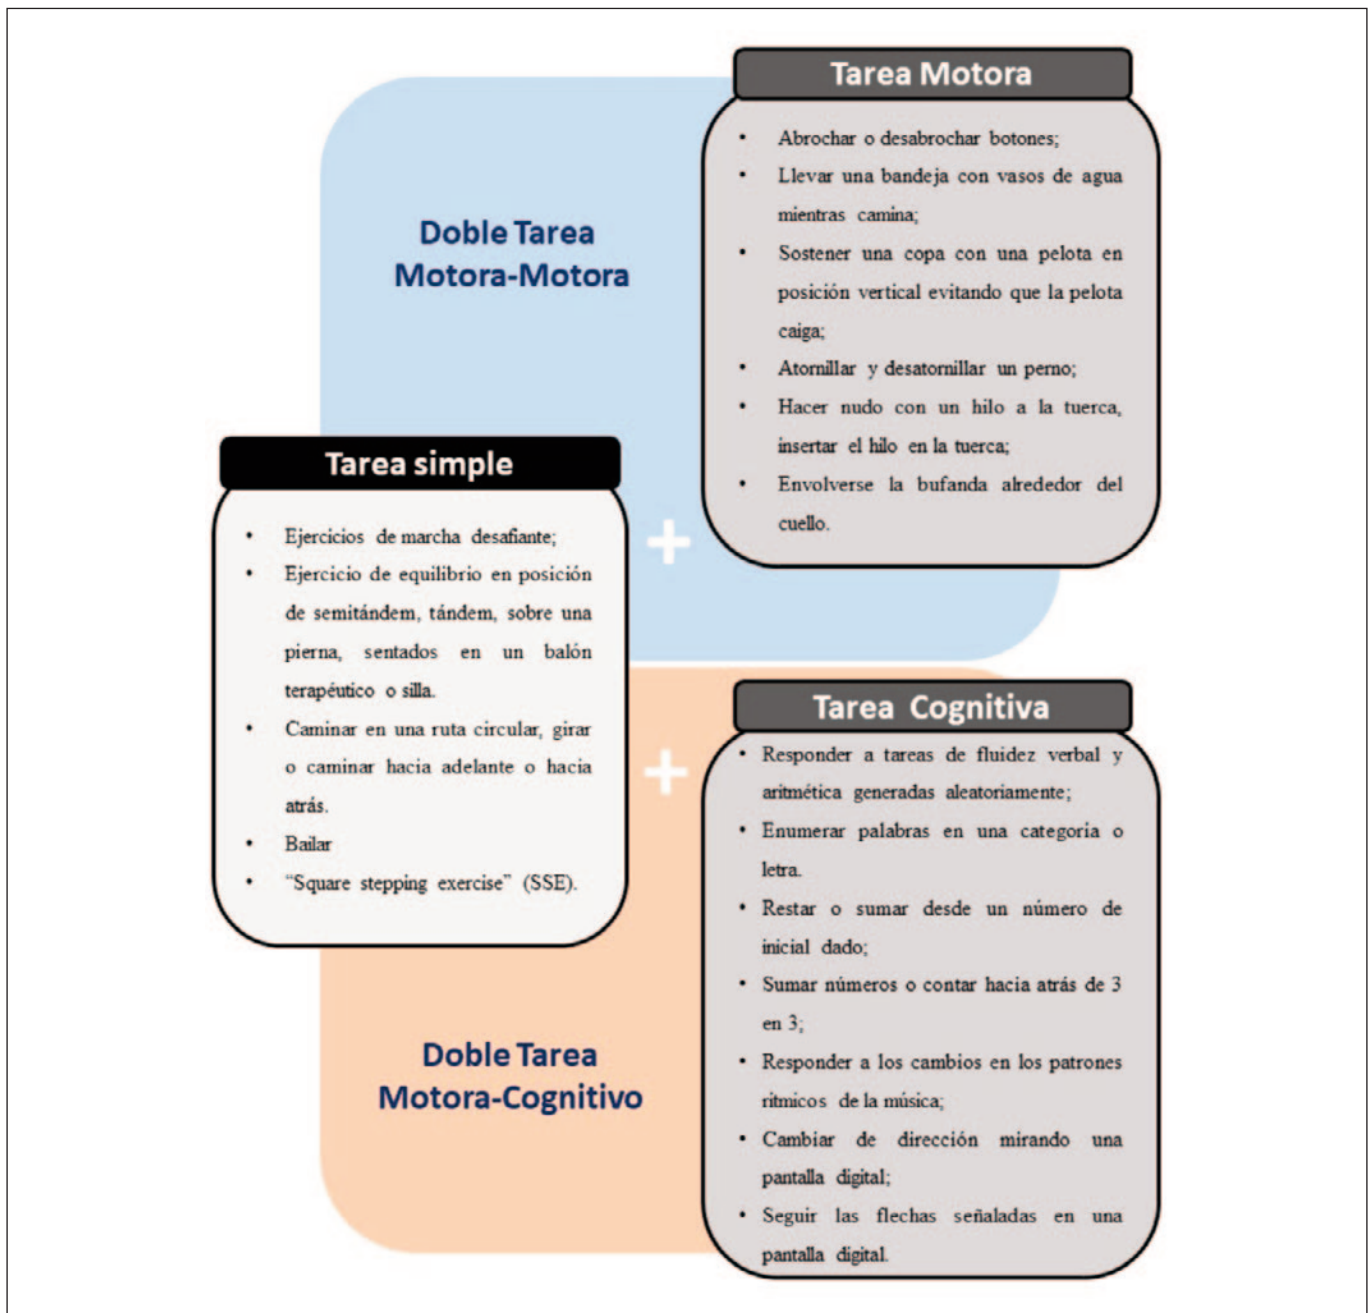 Tarea Motora
• Abrochar o desabrochar botones;
• Llevar una bandeja con vasos de agua
mientras camina;
• Sostener una copa con una pelota en
posición vertical evitando que la pelota
caiga;
• Atornillar y desatornillar un perno;
• Hacer nudo con un hilo a la tuerca,
insertar el hilo en la tuerca;
• Envolverse la bufanda alrededor del
cuello.
Doble Tarea
Motora-Motora
Tarea simple
• Ejercicios de marcha desafiante;
• Ejercicio de equilibrio en posición
de semitándem, tándem, sobre una
pierna, sentados en un balón
terapéutico o silla.
• Caminar en una ruta circular, girar
o caminar hacia adelante o hacia
atrás.
• Bailar
• “Square stepping exercise” (SSE).
+
+
Tarea Cognitiva
• Responder a tareas de fluidez verbal y
aritmética generadas aleatoriamente;
• Enumerar palabras en una categoria o
letra.
• Restar o sumar desde un número de
inicial dado;
• Sumar números o contar hacia atrás de 3
en 3;
• Responder a los cambios en los patrones
rítmicos de la música;
• Cambiar de dirección mirando una
pantalla digital;
• Seguir las flechas señaladas en una
pantalla digital.
Doble Tarea
Motora-Cognitivo